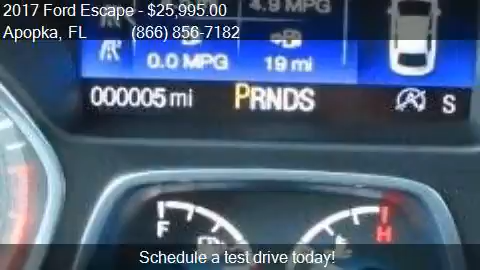 2017 Ford Escape - $25,995.00
Apopka, FL (866) 856-7182
4.9 MPG
0.0 MPG 19 mi
000005 mi PRNDS S
F H
Schedule a test drive today!